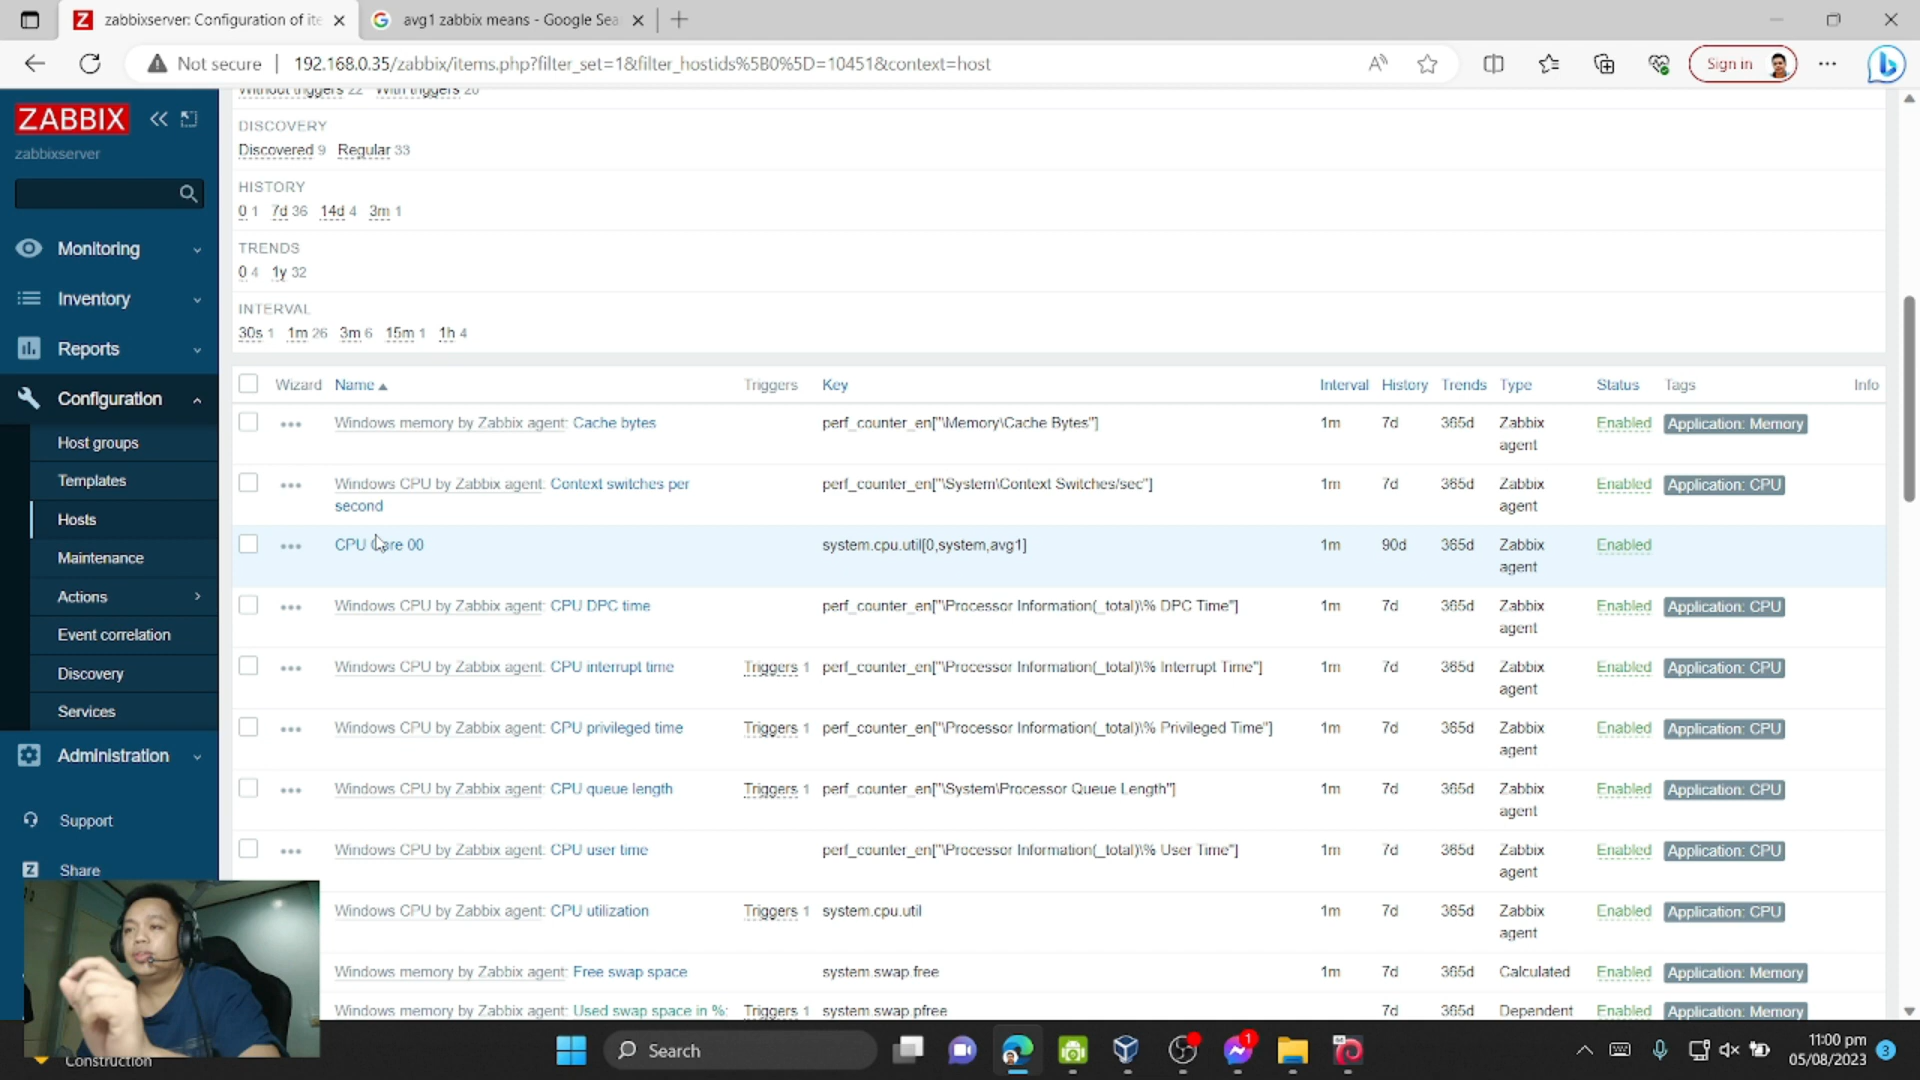 zabbixserver: Configuration of ite
avg1 zabbix means - Google Sea
Not secure
192.168.0.35/zabbix/items.php?filter_set=1&filter_hostids%5B0%5D=10451&context=host
Sign in
ZABBIX
zabbixserver
Monitoring
Inventory
Reports
Configuration
Host groups
Templates
Hosts
Maintenance
Actions
Event correlation
Discovery
Services
Administration
Support
Share
Without triggers 22 With triggers 20
DISCOVERY
Discovered 9 Regular 33
HISTORY
0 1 7d 36 14d 4 3m 1
TRENDS
0 4 1y 32
INTERVAL
30s 1 1m 26 3m 6 15m 1 1h 4
Wizard Name Triggers Key Interval History Trends Type Status Tags Info
Windows memory by Zabbix agent: Cache bytes perf_counter_en["\Memory\Cache Bytes"] 1m 7d 365d Zabbix Enabled Application: Memory
agent
Windows CPU by Zabbix agent: Context switches per perf_counter_en["\System\Context Switches/sec"] 1m 7d 365d Zabbix Enabled Application: CPU
second agent
CPU Core 00 system.cpu.util[0,system,avg1] 1m 90d 365d Zabbix Enabled
agent
Windows CPU by Zabbix agent: CPU DPC time perf_counter_en["\Processor Information(_total)\% DPC Time"] 1m 7d 365d Zabbix Enabled Application: CPU
agent
Windows CPU by Zabbix agent: CPU interrupt time Triggers 1 perf_counter_en["\Processor Information(_total)\% Interrupt Time"] 1m 7d 365d Zabbix Enabled Application: CPU
agent
Windows CPU by Zabbix agent: CPU privileged time Triggers 1 perf_counter_en["\Processor Information(_total)\% Privileged Time"] 1m 7d 365d Zabbix Enabled Application: CPU
agent
Windows CPU by Zabbix agent: CPU queue length Triggers 1 perf_counter_en["\System\Processor Queue Length"] 1m 7d 365d Zabbix Enabled Application: CPU
agent
Windows CPU by Zabbix agent: CPU user time perf_counter_en["\Processor Information(_total)\% User Time"] 1m 7d 365d Zabbix Enabled Application: CPU
agent
Windows CPU by Zabbix agent: CPU utilization Triggers 1 system.cpu.util 1m 7d 365d Zabbix Enabled Application: CPU
agent
Windows memory by Zabbix agent: Free swap space system.swap.free 1m 7d 365d Calculated Enabled Application: Memory
Windows memory by Zabbix agent: Used swap space in %: Triggers 1 system.swap.pfree 7d 365d Dependent Enabled Application: Memory
Construction
Search
1
11:00 pm
05/08/2023
3